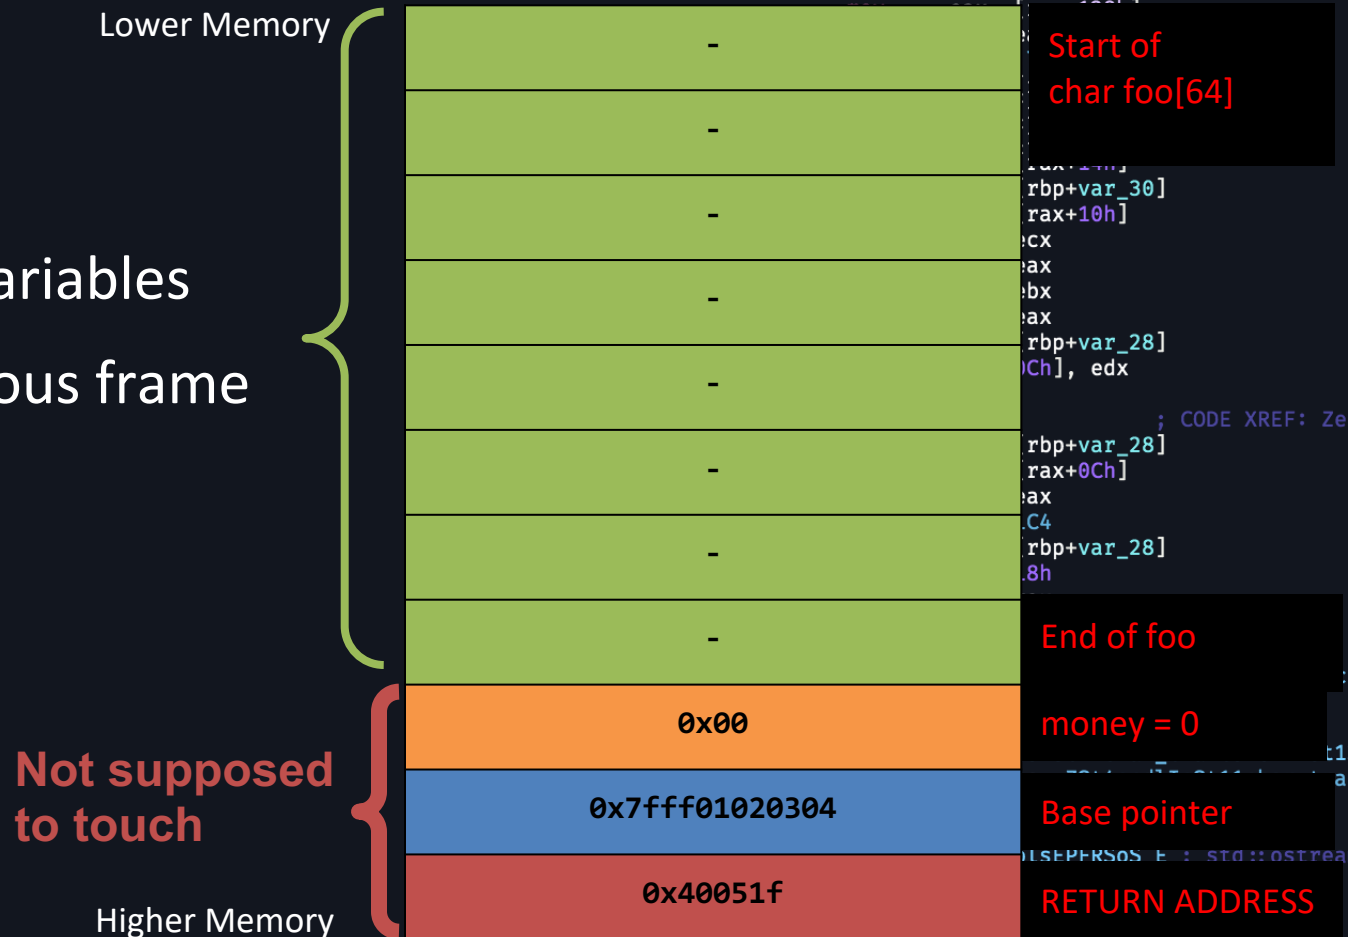 Lower Memory
-
Start of
char foo[64]
-
rbp+var_30]
-
rax+10h]
-
rbp+var_28]
ous frame
-
], edx
; CODE XREF:
rbp+var_28]
-
rax+0Ch]
rbp+var_28]
-
-
End of foo
0x00
money = 0
Not supposed
to touch
0x7fff01020304
Base pointer
0x40051f
RETURN ADDRESS
Higher Memory